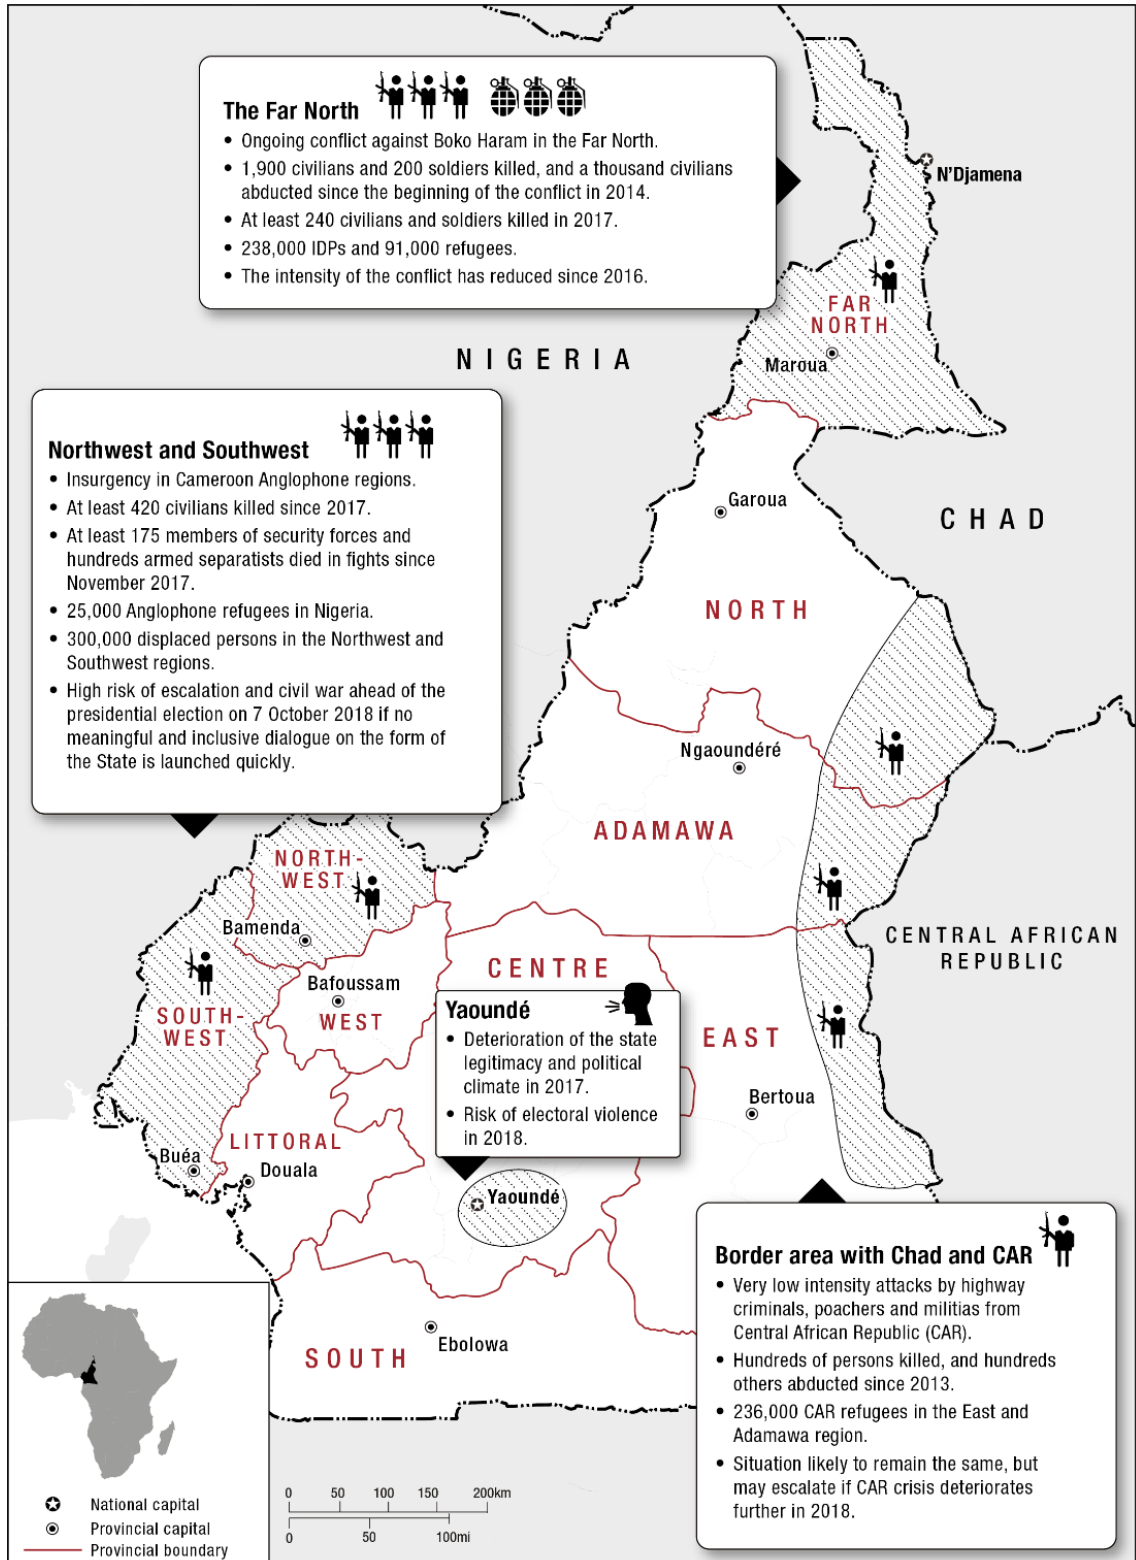 The Far North
• Ongoing conflict against Boko Haram in the Far North.
• 1,900 civilians and 200 soldiers killed, and a thousand civilians
abducted since the beginning of the conflict in 2014.
• At least 240 civilians and soldiers killed in 2017.
• 238,000 IDPs and 91,000 refugees.
• The intensity of the conflict has reduced since 2016.
N'Djamena
FAR
NORTH
Maroua
NIGERIA
Northwest and Southwest
• Insurgency in Cameroon Anglophone regions.
• At least 420 civilians killed since 2017.
• At least 175 members of security forces and
hundreds armed separatists died in fights since
November 2017.
• 25,000 Anglophone refugees in Nigeria.
• 300,000 displaced persons in the Northwest and
Southwest regions.
• High risk of escalation and civil war ahead of the
presidential election on 7 October 2018 if no
meaningful and inclusive dialogue on the form of
the State is launched quickly.
Garoua
CHAD
NORTH
Ngaoundéré
ADAMAWA
NORTH-
WEST
Bamenda
CENTRAL AFRICAN
REPUBLIC
CENTRE
Bafoussam
WEST
SOUTH-
WEST
Yaoundé
• Deterioration of the state
legitimacy and political
climate in 2017.
• Risk of electoral violence
in 2018.
EAST
Bertoua
LITTORAL
Buéa
Douala
Yaoundé
Border area with Chad and CAR
• Very low intensity attacks by highway
criminals, poachers and militias from
Central African Republic (CAR).
• Hundreds of persons killed, and hundreds
others abducted since 2013.
• 236,000 CAR refugees in the East and
Adamawa region.
• Situation likely to remain the same, but
may escalate if CAR crisis deteriorates
further in 2018.
Ebolowa
SOUTH
National capital
Provincial capital
Provincial boundary
0 50 100 150 200km
0 50 100mi